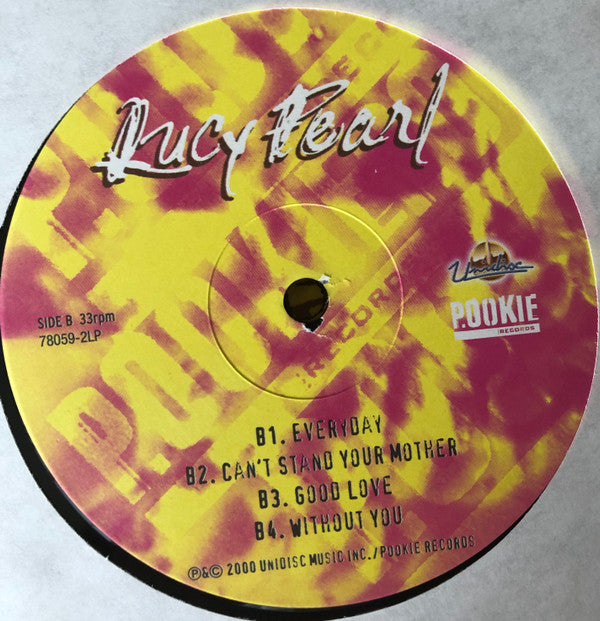 Lucy Pearl
Unidisc
POOKIE
RECORDS
SIDE B 33rpm
78059-2LP
RECORDS
B1. EVERYDAY
B2. CAN'T STAND YOUR MOTHER
B3. GOOD LOVE
B4. WITHOUT YOU
℗&© 2000 UNIDISC MUSIC INC./POOKIE RECORDS